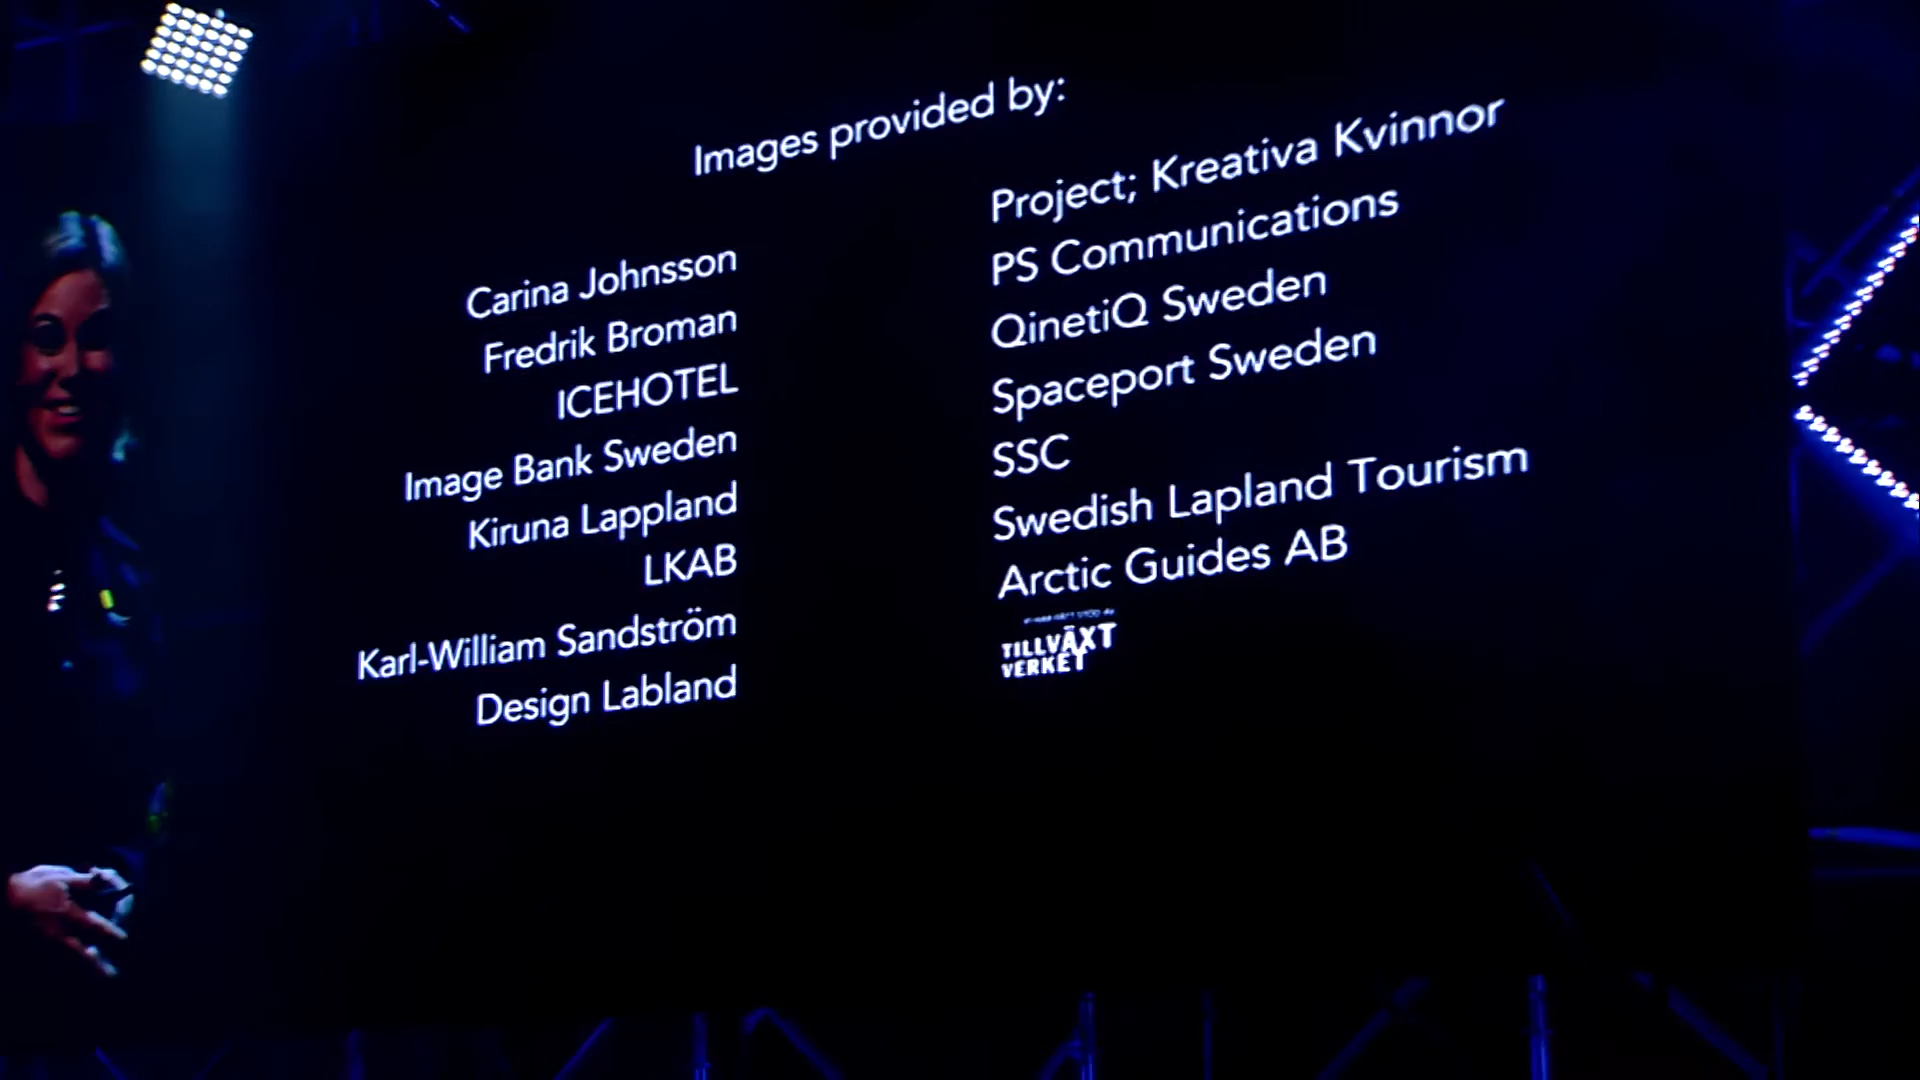 Images provided by:
Carina Johnsson
Fredrik Broman
ICEHOTEL
Image Bank Sweden
Kiruna Lappland
LKAB
Karl-William Sandström
Design Labland
Project; Kreativa Kvinnor
PS Communications
QinetiQ Sweden
Spaceport Sweden
SSC
Swedish Lapland Tourism
Arctic Guides AB
TILLVÄXT
VERKET